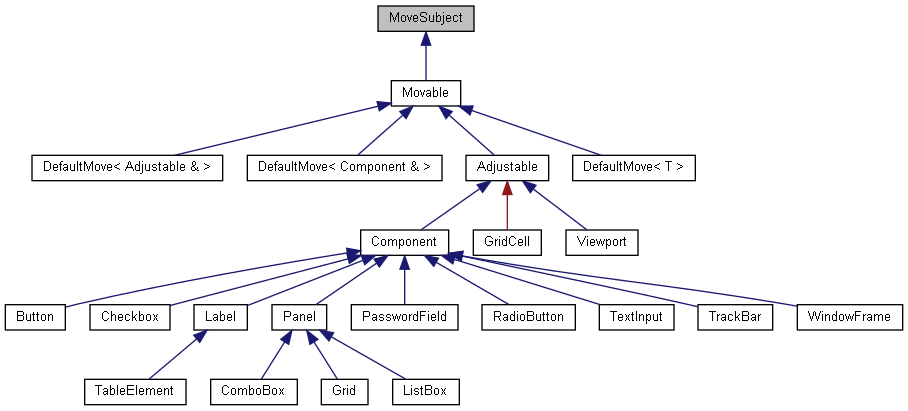 MoveSubject
Movable
DefaultMove< Adjustable & >
DefaultMove< Component & >
Adjustable
DefaultMove< T >
Component
GridCell
Viewport
Button
Checkbox
Label
Panel
PasswordField
RadioButton
TextInput
TrackBar
WindowFrame
TableElement
ComboBox
Grid
ListBox